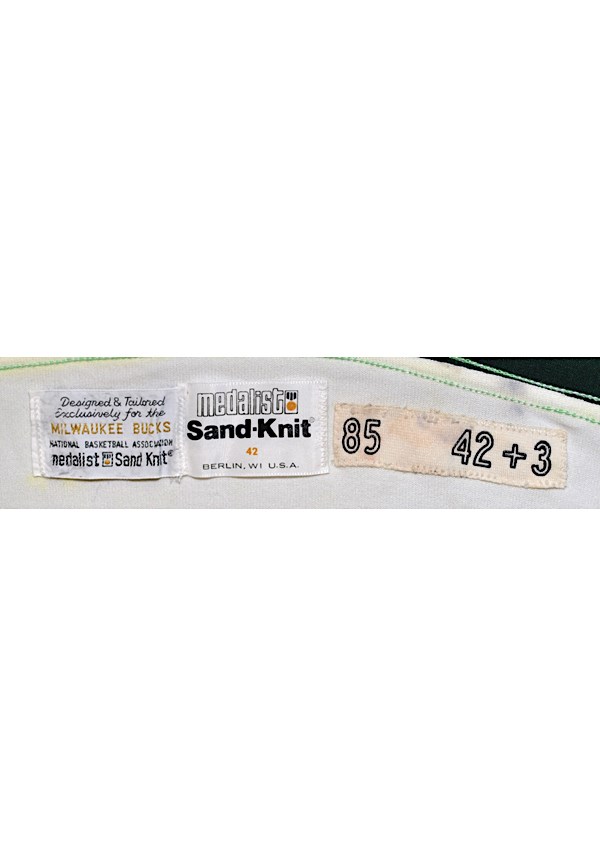 Designed & Tailored
Exclusively for the
MILWAUKEE BUCKS
NATIONAL BASKETBALL ASSOCIATION
medalist Sand Knit®
medalist
Sand-Knit®
42
BERLIN, WI U.S.A.
85 42+3